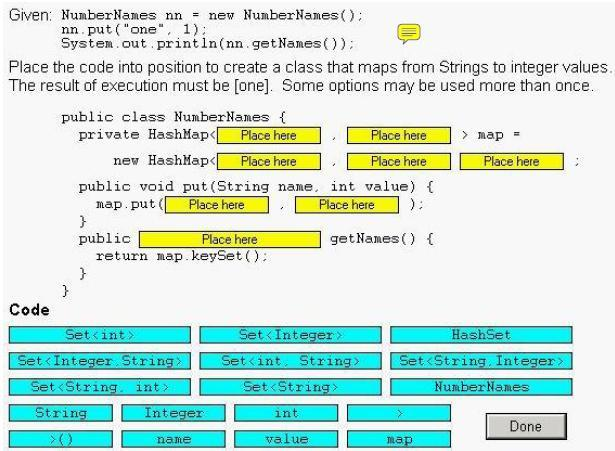 Given: NumberNames nn = new NumberNames();
nn.put("one", 1);
System.out.println(nn.getNames());
Place the code into position to create a class that maps from Strings to integer values.
The result of execution must be [one]. Some options may be used more than once.
public class NumberNames {
private HashMap< Place here , Place here > map =
new HashMap< Place here , Place here Place here ;
public void put(String name, int value) {
map.put( Place here , Place here );
}
public Place here getNames() {
return map.keySet();
}
}
Code
Set<int> Set<Integer> HashSet
Set<Integer.String> Set<int, String> Set<String,Integer>
Set<String, int> Set<String> NumberNames
String Integer int >
>() name value map
Done